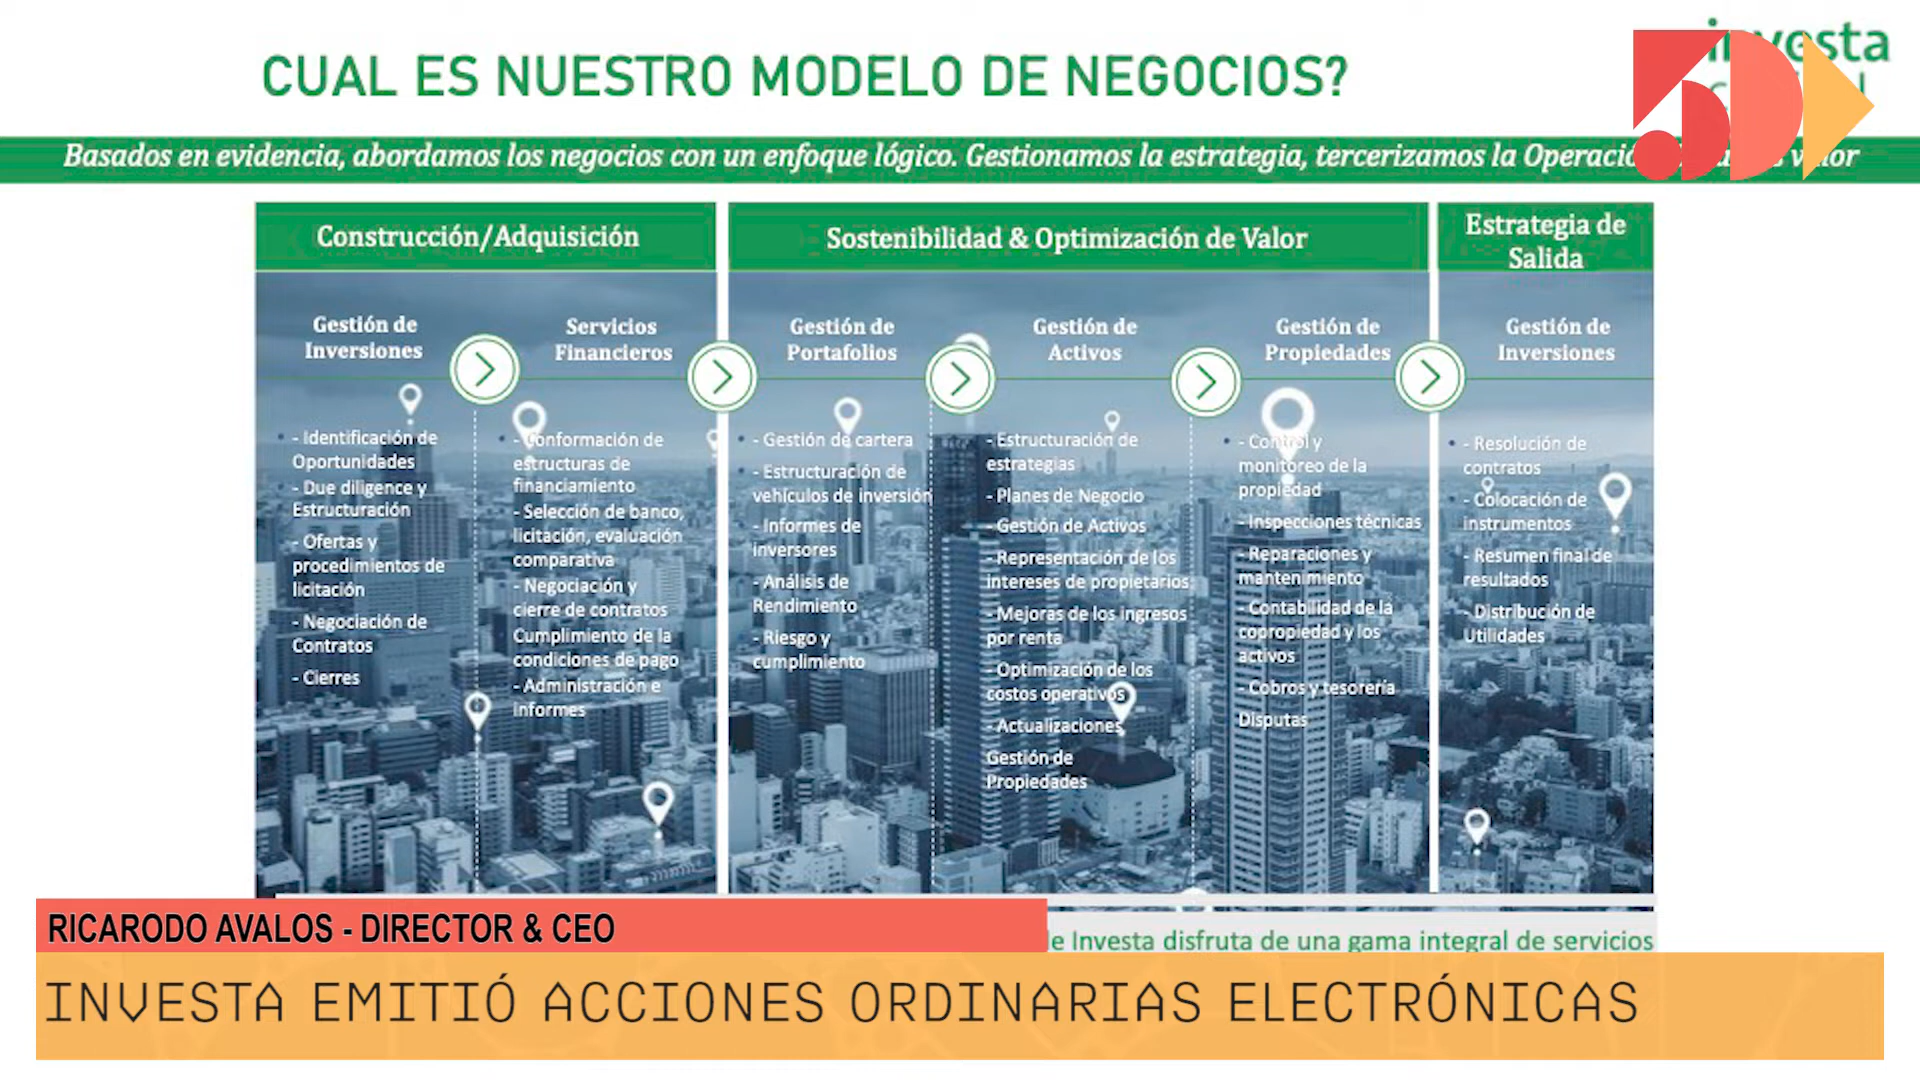 investa
CUAL ES NUESTRO MODELO DE NEGOCIOS?
Basados en evidencia, abordamos los negocios con un enfoque lógico. Gestionamos la estrategia, tercerizamos la
Construcción/Adquisición
Sostenibilidad & Optimización de Valor
Estrategia de
Salida
Gestión de
Inversiones
- Identificación de
Oportunidades
- Due diligence y
Estructuración
- Ofertas y
procedimientos de
licitación
- Negociación de
Contratos
- Cierres
Servicios
Financieros
- Conformación de
estructuras de
financiamiento
- Selección de banco,
licitación, evaluación
comparativa
- Negociación y
cierre de contratos
Cumplimiento de la
condiciones de pago
- Administración e
informes
Gestión de
Portafolios
- Gestión de cartera
- Estructuración de
vehículos de inversión
- Informes de
inversores
- Análisis de
Rendimiento
- Riesgo y
cumplimiento
Gestión de
Activos
- Estructuración de
estrategias
- Planes de Negocio
- Gestión de Activos
- Representación de los
intereses de propietarios
- Mejoras de los ingresos
por renta
- Optimización de los
costos operativos
- Actualizaciones
Gestión de
Propiedades
Gestión de
Propiedades
- Control y
monitoreo de la
propiedad
- Inspecciones técnicas
- Reparaciones y
mantenimiento
- Contabilidad de la
copropiedad y los
activos
- Cobros y tesorería
Disputas
Gestión de
Inversiones
- Resolución de
contratos
- Colocación de
instrumentos
- Resumen final de
resultados
- Distribución de
Utilidades
Investa disfruta de una gama integral de servicios
RICARODO AVALOS - DIRECTOR & CEO
INVESTA EMITIÓ ACCIONES ORDINARIAS ELECTRÓNICAS